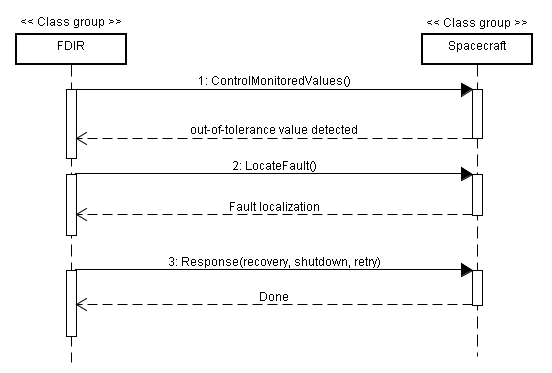 << Class group >>
<< Class group >>
FDIR
Spacecraft
1: ControlMonitoredValues()
out-of-tolerance value detected
2: LocateFault()
Fault localization
3: Response(recovery, shutdown, retry)
Done